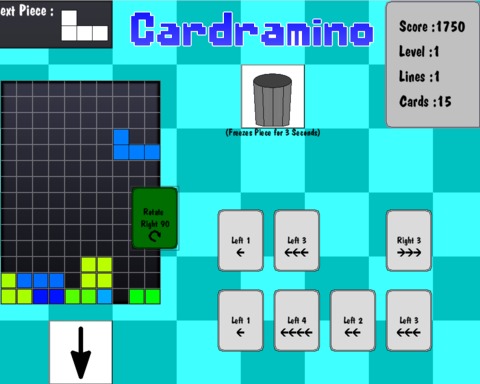 ext Piece :
Cardramino
Score :1750
Level :1
Lines :1
Cards :15
(Freezes Piece for 3 Seconds)
Rotate
Right 90
Left 1
Left 3
Right 3
Left 1
Left 4
Left 2
Left 3